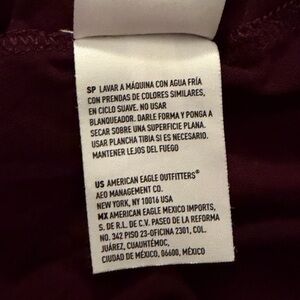 SP LAVAR A MÁQUINA CON AGUA FRÍA
CON PRENDAS DE COLORES SIMILARES,
EN CICLO SUAVE. NO USAR
BLANQUEADOR. DARLE FORMA Y PONGA A
SECAR SOBRE UNA SUPERFICIE PLANA.
USAR PLANCHA TIBIA SI ES NECESARIO.
MANTENER LEJOS DEL FUEGO
US AMERICAN EAGLE OUTFITTERS®
AEO MANAGEMENT CO.
NEW YORK, NY 10016 USA
MX AMERICAN EAGLE MEXICO IMPORTS,
S. DE R.L. DE C.V. PASEO DE LA REFORMA
NO. 342 PISO 23-OFICINA 2301, COL.
JUÁREZ, CUAUHTÉMOC,
CIUDAD DE MÉXICO, 06600, MÉXICO